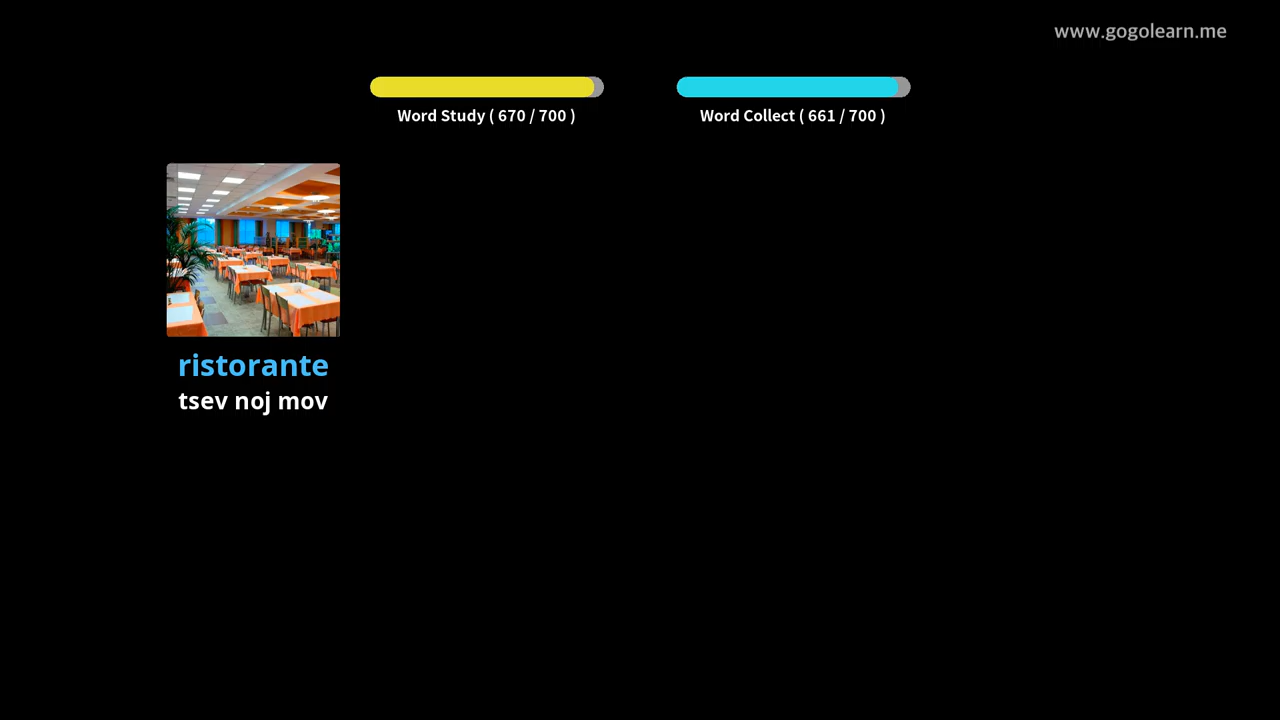 www.gogolearn.me
Word Study ( 670 / 700 )
Word Collect ( 661 / 700 )
ristorante
tsev noj mov